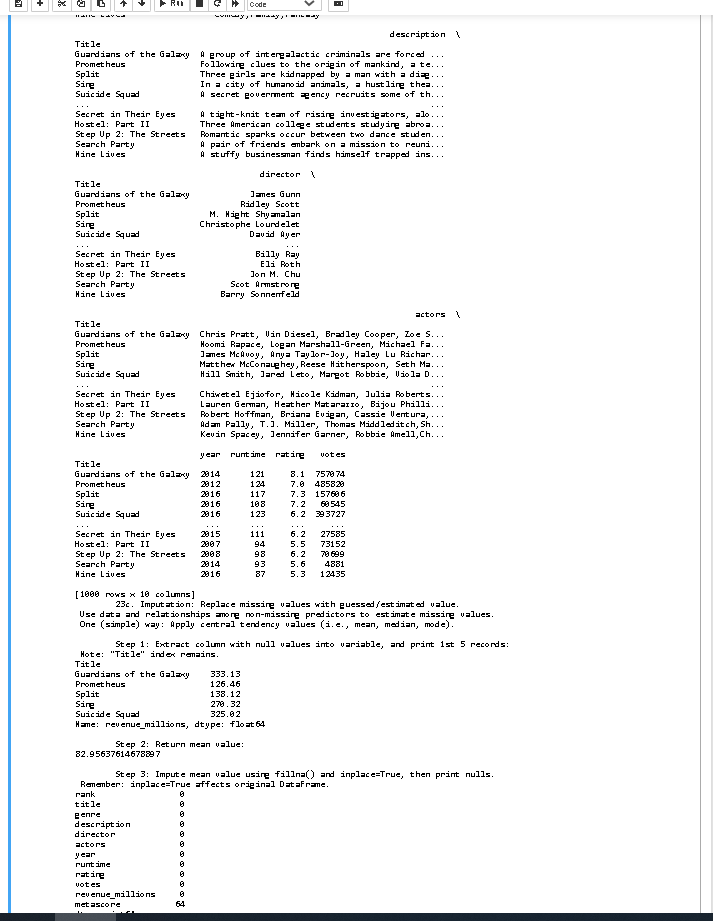 Run Code
Nine Lives Comedy,Family,Fantasy
description \
Title
Guardians of the Galaxy A group of intergalactic criminals are forced ...
Prometheus Following clues to the origin of mankind, a te...
Split Three girls are kidnapped by a man with a diag...
Sing In a city of humanoid animals, a hustling thea...
Suicide Squad A secret government agency recruits some of th...
... ...
Secret in Their Eyes A tight-knit team of rising investigators, alo...
Hostel: Part II Three American college students studying abroa...
Step Up 2: The Streets Romantic sparks occur between two dance studen...
Search Party A pair of friends embark on a mission to reuni...
Nine Lives A stuffy businessman finds himself trapped ins...
director \
Title
Guardians of the Galaxy James Gunn
Prometheus Ridley Scott
Split M. Night Shyamalan
Sing Christophe Lourdelet
Suicide Squad David Ayer
... ...
Secret in Their Eyes Billy Ray
Hostel: Part II Eli Roth
Step Up 2: The Streets Jon M. Chu
Search Party Scot Armstrong
Nine Lives Barry Sonnenfeld
actors \
Title
Guardians of the Galaxy Chris Pratt, Vin Diesel, Bradley Cooper, Zoe S...
Prometheus Noomi Rapace, Logan Marshall-Green, Michael Fa...
Split James McAvoy, Anya Taylor-Joy, Haley Lu Richar...
Sing Matthew McConaughey,Reese Witherspoon, Seth Ma...
Suicide Squad Will Smith, Jared Leto, Margot Robbie, Viola D...
... ...
Secret in Their Eyes Chiwetel Ejiofor, Nicole Kidman, Julia Roberts...
Hostel: Part II Lauren German, Heather Matarazzo, Bijou Philli...
Step Up 2: The Streets Robert Hoffman, Briana Evigan, Cassie Ventura,...
Search Party Adam Pally, T.J. Miller, Thomas Middleditch,Sh...
Nine Lives Kevin Spacey, Jennifer Garner, Robbie Amell,Ch...
year runtime rating votes
Title
Guardians of the Galaxy 2014 121 8.1 757074
Prometheus 2012 124 7.0 485820
Split 2016 117 7.3 157606
Sing 2016 108 7.2 60545
Suicide Squad 2016 123 6.2 393727
... ... ... ... ...
Secret in Their Eyes 2015 111 6.2 27585
Hostel: Part II 2007 94 5.5 73152
Step Up 2: The Streets 2008 98 6.2 70699
Search Party 2014 93 5.6 4881
Nine Lives 2016 87 5.3 12435
[1000 rows x 10 columns]
23c. Imputation: Replace missing values with guessed/estimated value.
Use data and relationships among non-missing predictors to estimate missing values.
One (simple) way: Apply central tendency values (i.e., mean, median, mode).
Step 1: Extract column with null values into variable, and print 1st 5 records:
Note: "Title" index remains.
Title
Guardians of the Galaxy 333.13
Prometheus 126.46
Split 138.12
Sing 270.32
Suicide Squad 325.02
Name: revenue_millions, dtype: float64
Step 2: Return mean value:
82.95637614678897
Step 3: Impute mean value using fillna() and inplace=True, then print nulls.
Remember: inplace=True affects original DataFrame.
rank 0
title 0
genre 0
description 0
director 0
actors 0
year 0
runtime 0
rating 0
votes 0
revenue_millions 0
metascore 64